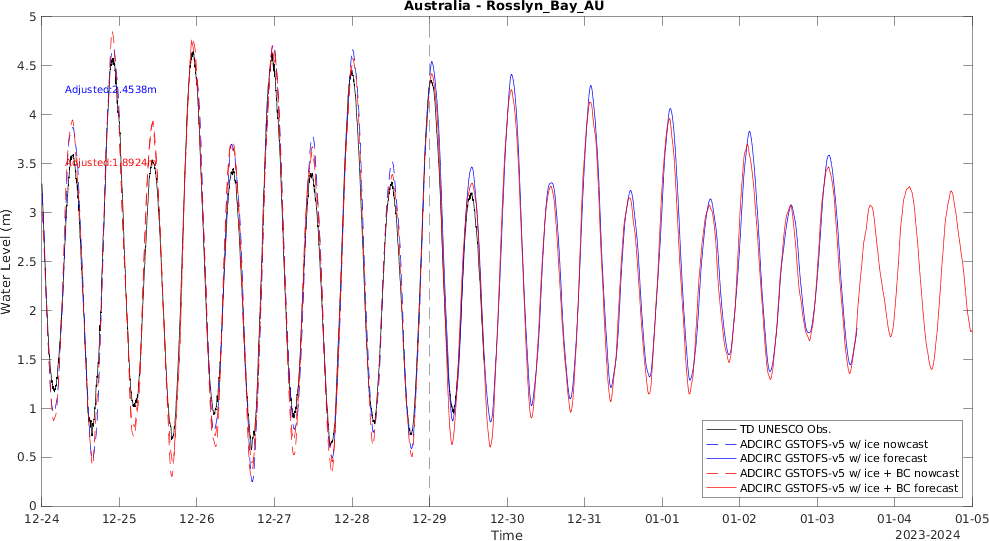 Australia - Rosslyn_Bay_AU
5
4.5
Adjusted:2.4538m
4
3.5
Adjusted:1.8924m
3
Water Level (m)
2.5
2
1.5
1
0.5
0
TD UNESCO Obs.
ADCIRC GSTOFS-v5 w/ ice nowcast
ADCIRC GSTOFS-v5 w/ ice forecast
ADCIRC GSTOFS-v5 w/ ice + BC nowcast
ADCIRC GSTOFS-v5 w/ ice + BC forecast
12-24 12-25 12-26 12-27 12-28 12-29 12-30 12-31 01-01 01-02 01-03 01-04 01-05
Time
2023-2024